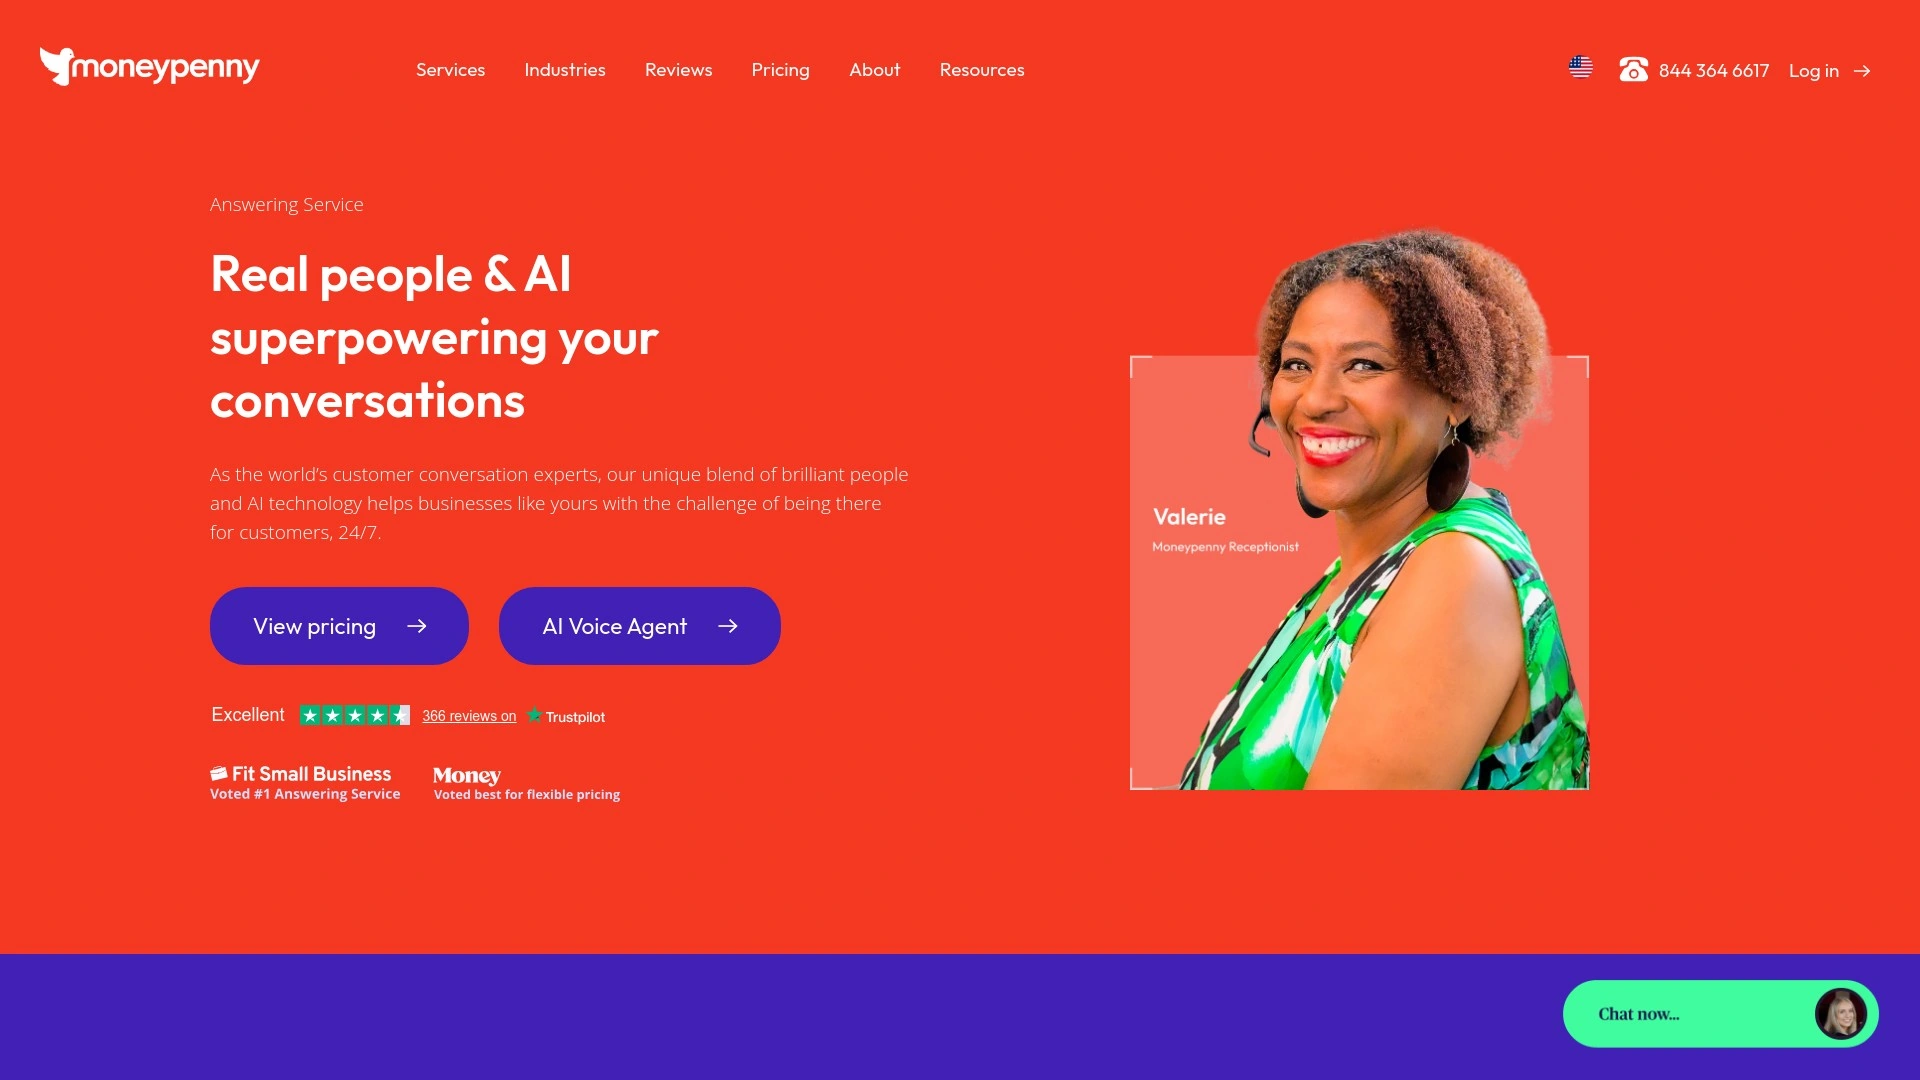 moneypenny
Services
Industries
Reviews
Pricing
About
Resources
844 364 6617
Log in
Answering Service
Real people & AI
superpowering your
conversations
As the world’s customer conversation experts, our unique blend of brilliant people
and AI technology helps businesses like yours with the challenge of being there
for customers, 24/7.
View pricing
AI Voice Agent
Excellent
366 reviews on
Trustpilot
Fit Small Business
Voted #1 Answering Service
Money
Voted best for flexible pricing
Valerie
Moneypenny Receptionist
Chat now...